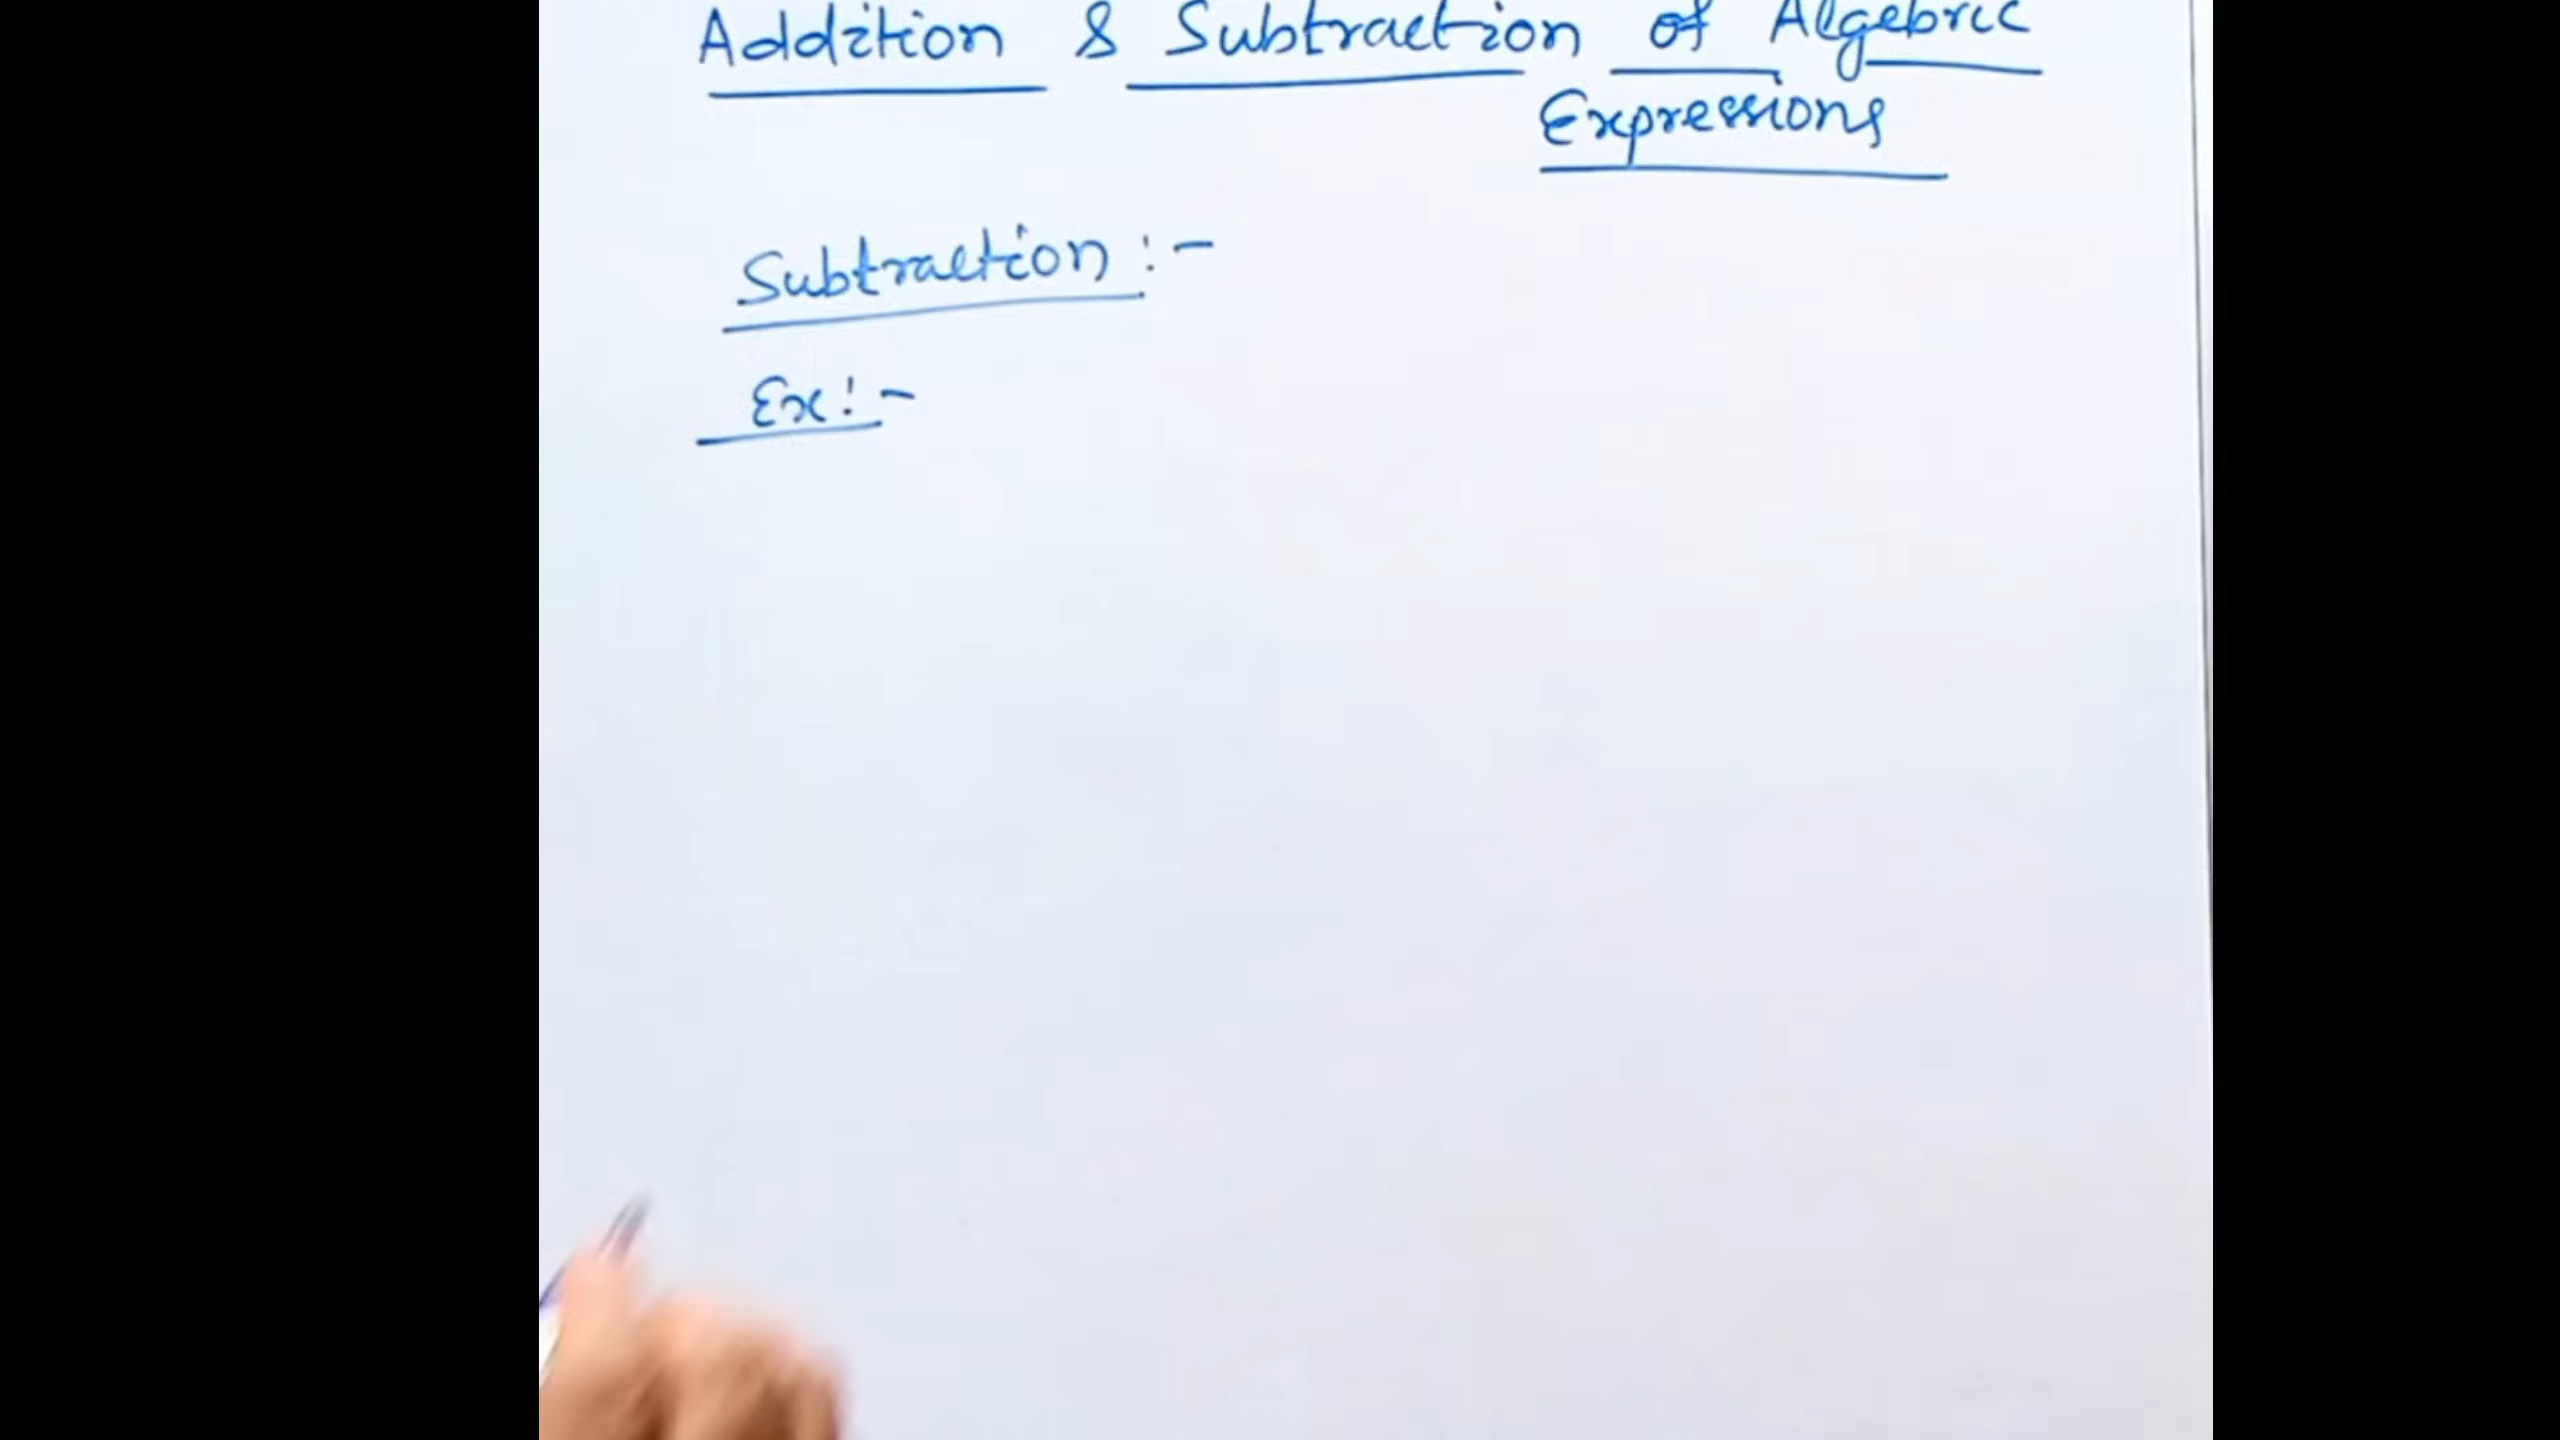 Addition & Subtraction of Algebric
Expressions
Subtraction :-
Ex :-